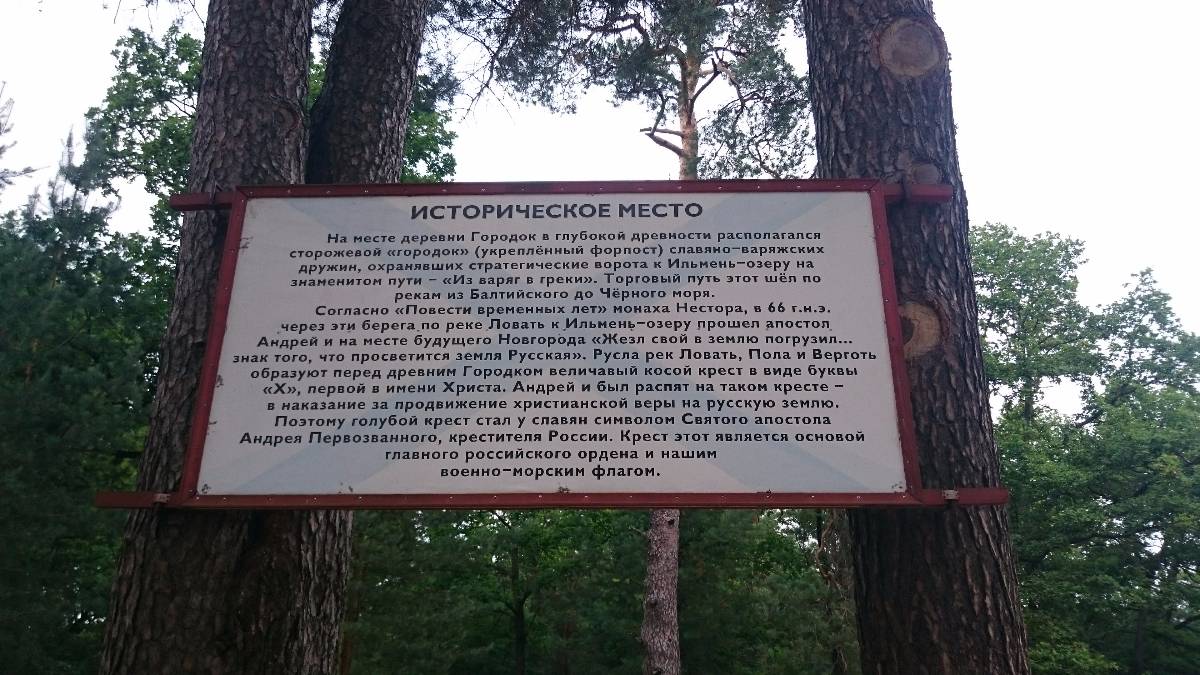 ИСТОРИЧЕСКОЕ МЕСТО
На месте деревни Городок в глубокой древности располагался
сторожевой «городок» (укреплённый форпост) славяно-варяжских
дружин, охранявших стратегические ворота к Ильмень-озеру на
знаменитом пути - «Из варяг в греки». Торговый путь этот шёл по
рекам из Балтийского до Чёрного моря.
Согласно «Повести временных лет» монаха Нестора, в 66 г.н.э.
через эти берега по реке Ловать к Ильмень-озеру прошел апостол
Андрей и на месте будущего Новгорода «Жезл свой в землю погрузил...
знак того, что просветится земля Русская». Русла рек Ловать, Пола и Верготь
образуют перед древним Городком величавый косой крест в виде буквы
«Х», первой в имени Христа. Андрей и был распят на таком кресте -
в наказание за продвижение христианской веры на русскую землю.
Поэтому голубой крест стал у славян символом Святого апостола
Андрея Первозванного, крестителя России. Крест этот является основой
главного российского ордена и нашим
военно-морским флагом.